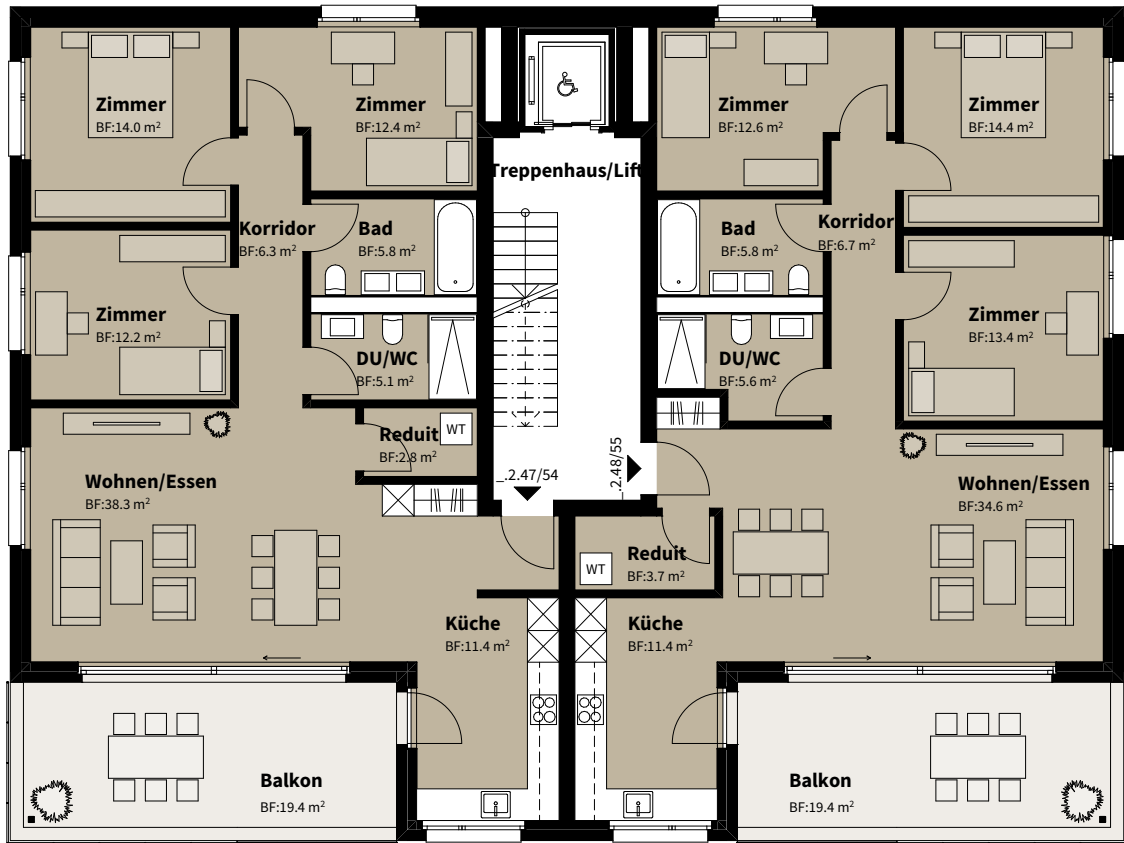 Zimmer
BF:14.0 m²
Zimmer
BF:12.4 m²
Zimmer
BF:12.6 m²
Zimmer
BF:14.4 m²
Treppenhaus/Lift
Korridor
BF:6.3 m²
Bad
BF:5.8 m²
Bad
BF:5.8 m²
Korridor
BF:6.7 m²
Zimmer
BF:12.2 m²
DU/WC
BF:5.1 m²
DU/WC
BF:5.6 m²
Zimmer
BF:13.4 m²
Reduit
BF:2.8 m²
WT
Wohnen/Essen
BF:38.3 m²
_.2.47/54
_.2.48/55
Wohnen/Essen
BF:34.6 m²
Reduit
BF:3.7 m²
WT
Küche
BF:11.4 m²
Küche
BF:11.4 m²
Balkon
BF:19.4 m²
Balkon
BF:19.4 m²